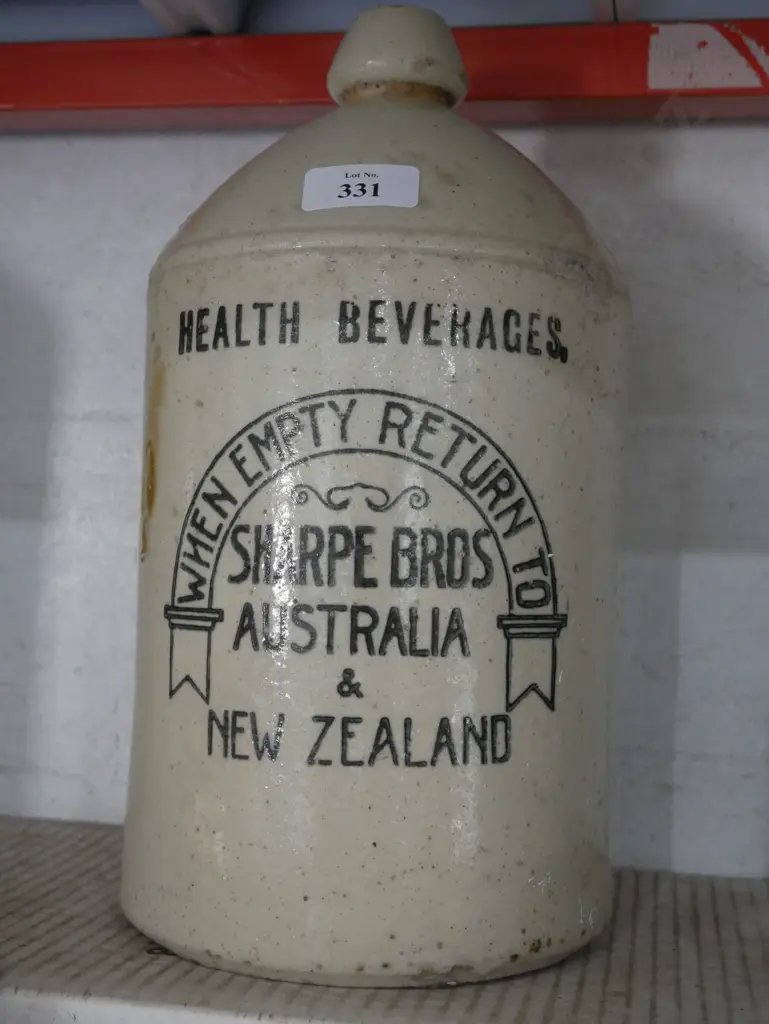 Lot No.
331
HEALTH BEVERAGES.
WHEN EMPTY RETURN TO
SHARPE BROS
AUSTRALIA
&
NEW ZEALAND